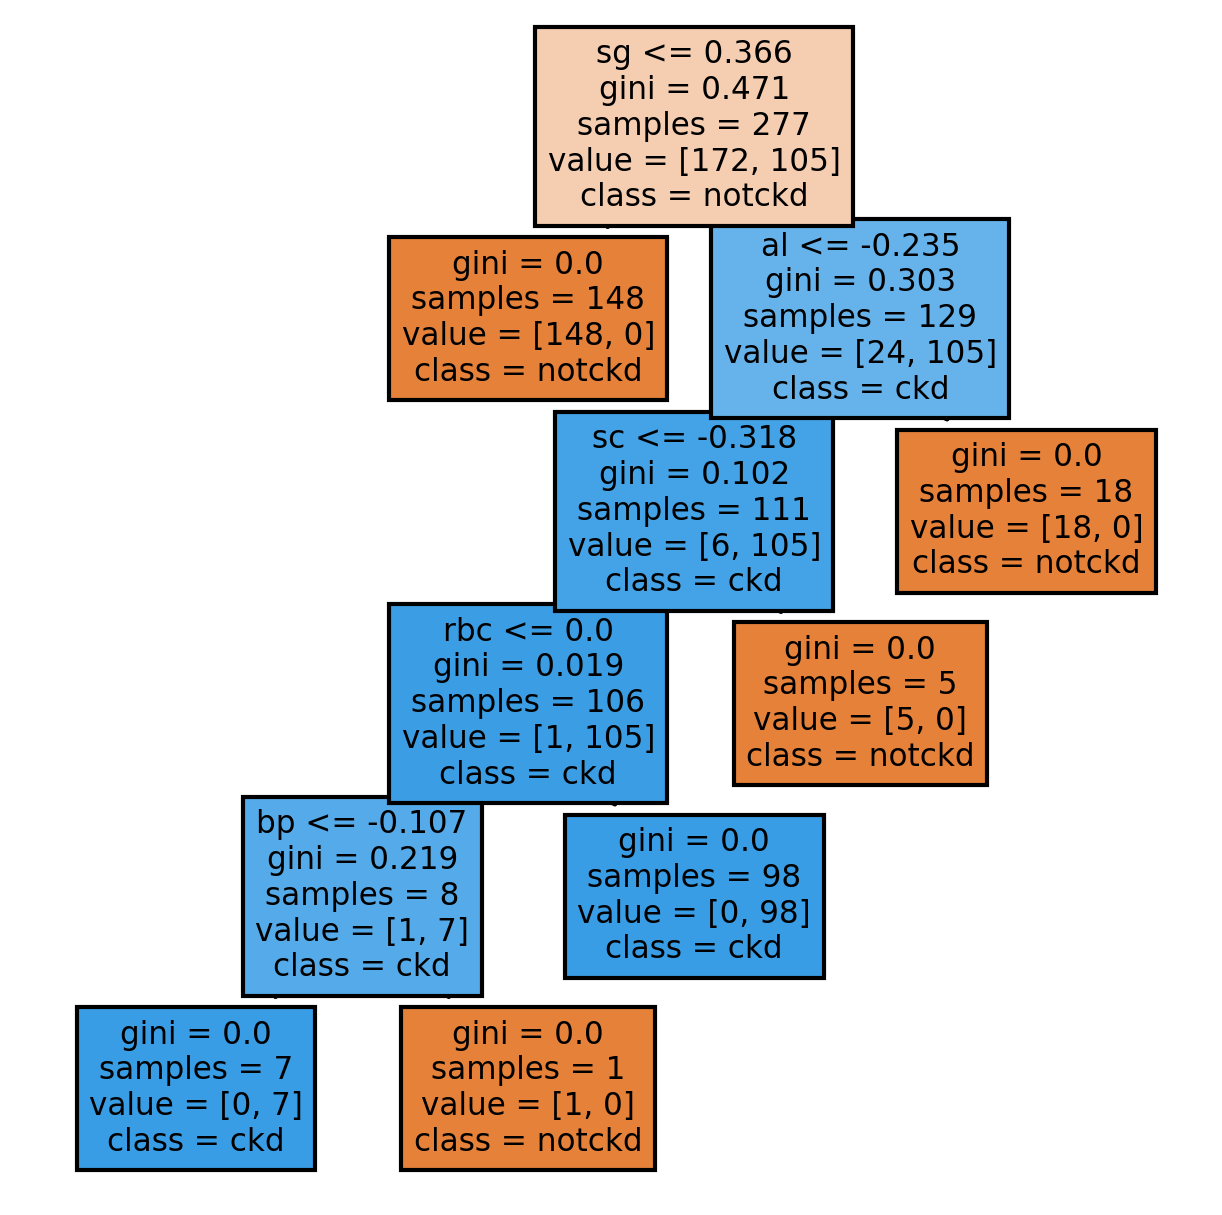 sg <= 0.366
gini = 0.471
samples = 277
value = [172, 105]
class = notckd
gini = 0.0
samples = 148
value = [148, 0]
class = notckd
al <= -0.235
gini = 0.303
samples = 129
value = [24, 105]
class = ckd
sc <= -0.318
gini = 0.102
samples = 111
value = [6, 105]
class = ckd
gini = 0.0
samples = 18
value = [18, 0]
class = notckd
rbc <= 0.0
gini = 0.019
samples = 106
value = [1, 105]
class = ckd
gini = 0.0
samples = 5
value = [5, 0]
class = notckd
bp <= -0.107
gini = 0.219
samples = 8
value = [1, 7]
class = ckd
gini = 0.0
samples = 98
value = [0, 98]
class = ckd
gini = 0.0
samples = 7
value = [0, 7]
class = ckd
gini = 0.0
samples = 1
value = [1, 0]
class = notckd